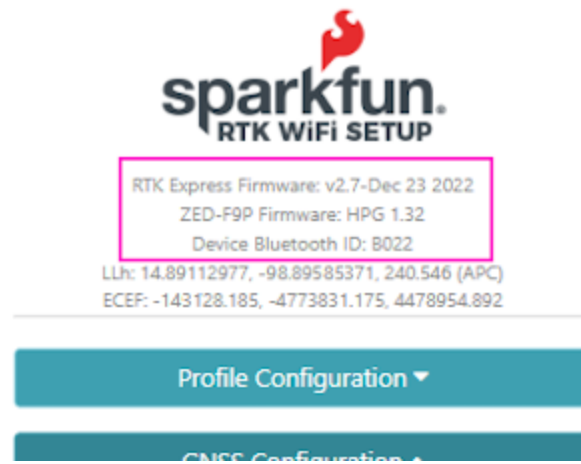 sparkfun.
RTK WiFi SETUP
RTK Express Firmware: v2.7-Dec 23 2022
ZED-F9P Firmware: HPG 1.32
Device Bluetooth ID: B022
LLh: 14.89112977, -98.89585371, 240.546 (APC)
ECEF: -143128.185, -4773831.175, 4478954.892
Profile Configuration
GNSS Configuration